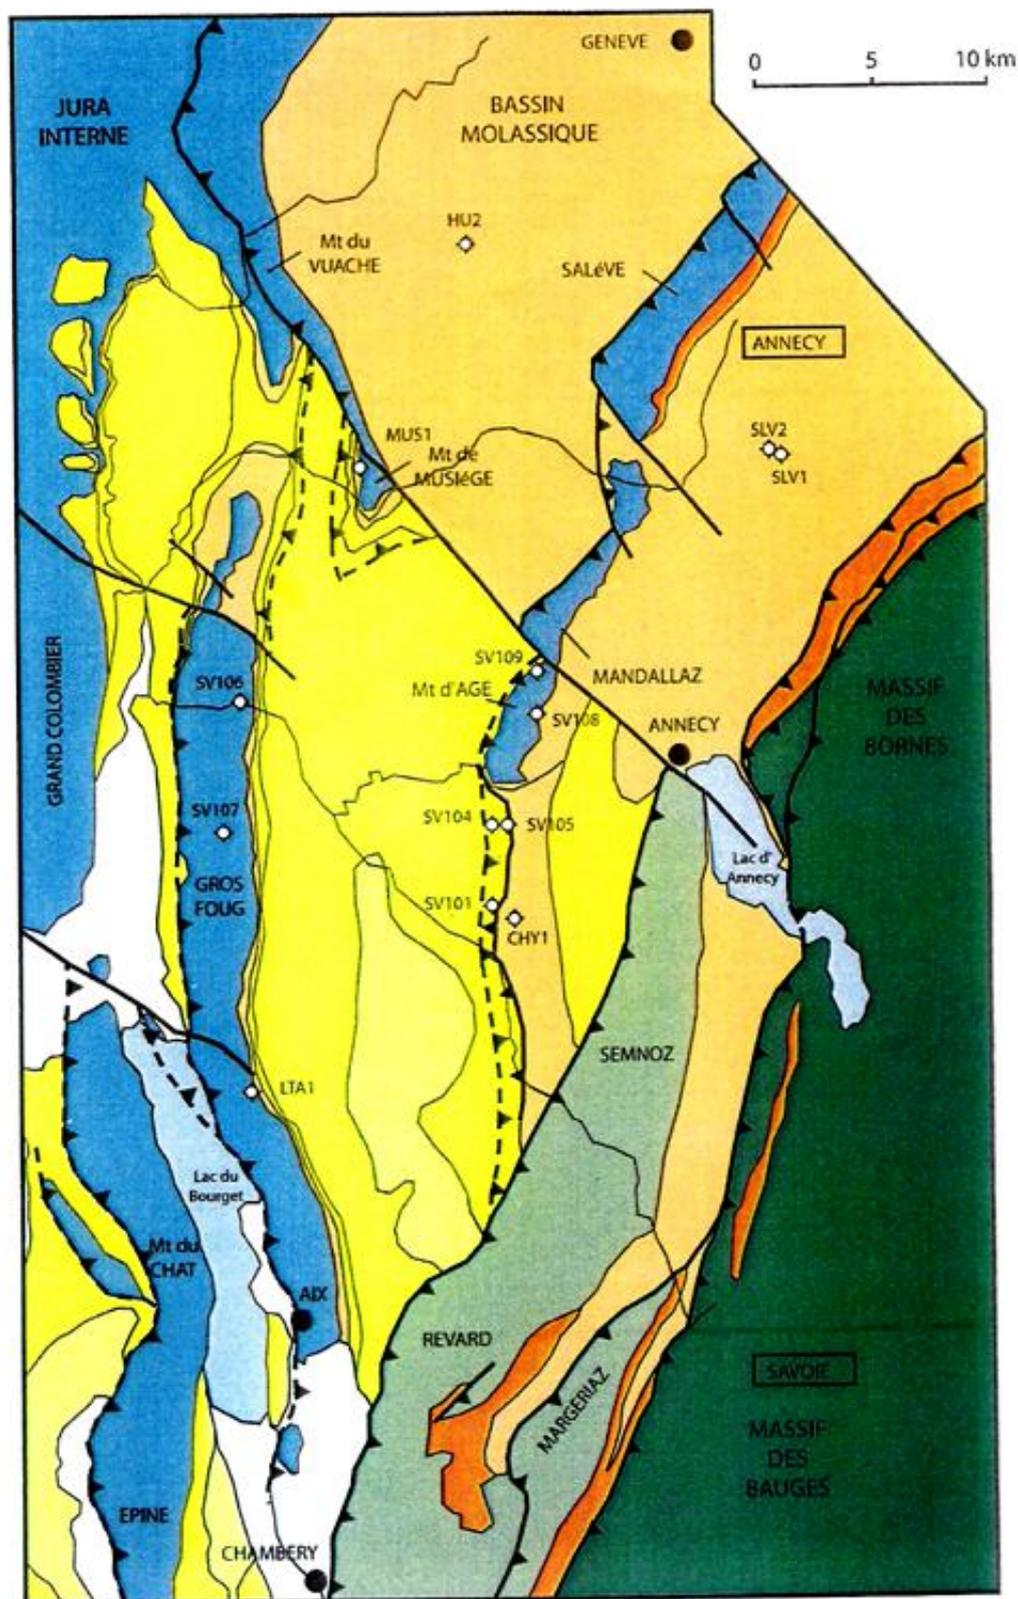 GENEVE
0 5 10 km
JURA
INTERNE
BASSIN
MOLASSIQUE
HU2
Mt du
VUACHE
SALéVE
ANNECY
MUS1
Mt de
MUSIéGE
SLV2
SLV1
GRAND COLOMBIER
SV109
SV106
Mt d'AGE
MANDALLAZ
SV108
ANNECY
MASSIF
DES
BORNES
SV107
SV104
SV105
Lac d'
Annecy
GROS
FOUG
SV101
CHY1
SEMNOZ
LTA1
Lac du
Bourget
Mt du
CHAT
AIX
REVARD
MARGERIAZ
SAVOIE
MASSIF
DES
BAUGES
EPINE
CHAMBERY